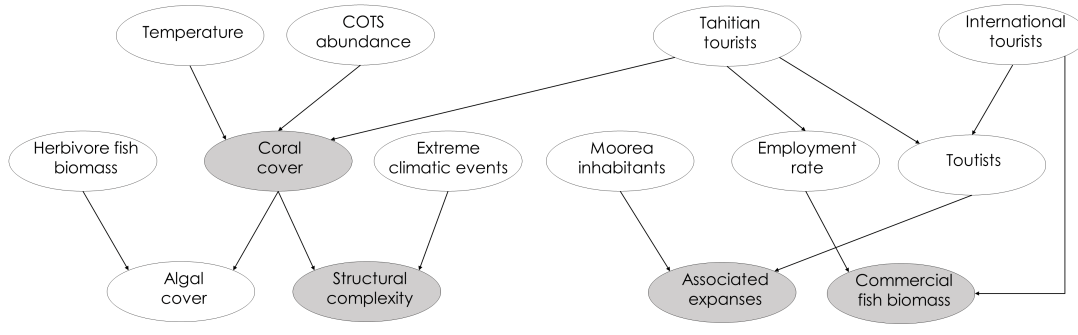 Temperature
COTS
abundance
Tahitian
tourists
International
tourists
Herbivore fish
biomass
Coral
cover
Extreme
climatic events
Moorea
inhabitants
Employment
rate
Toutists
Algal
cover
Structural
complexity
Associated
expanses
Commercial
fish biomass